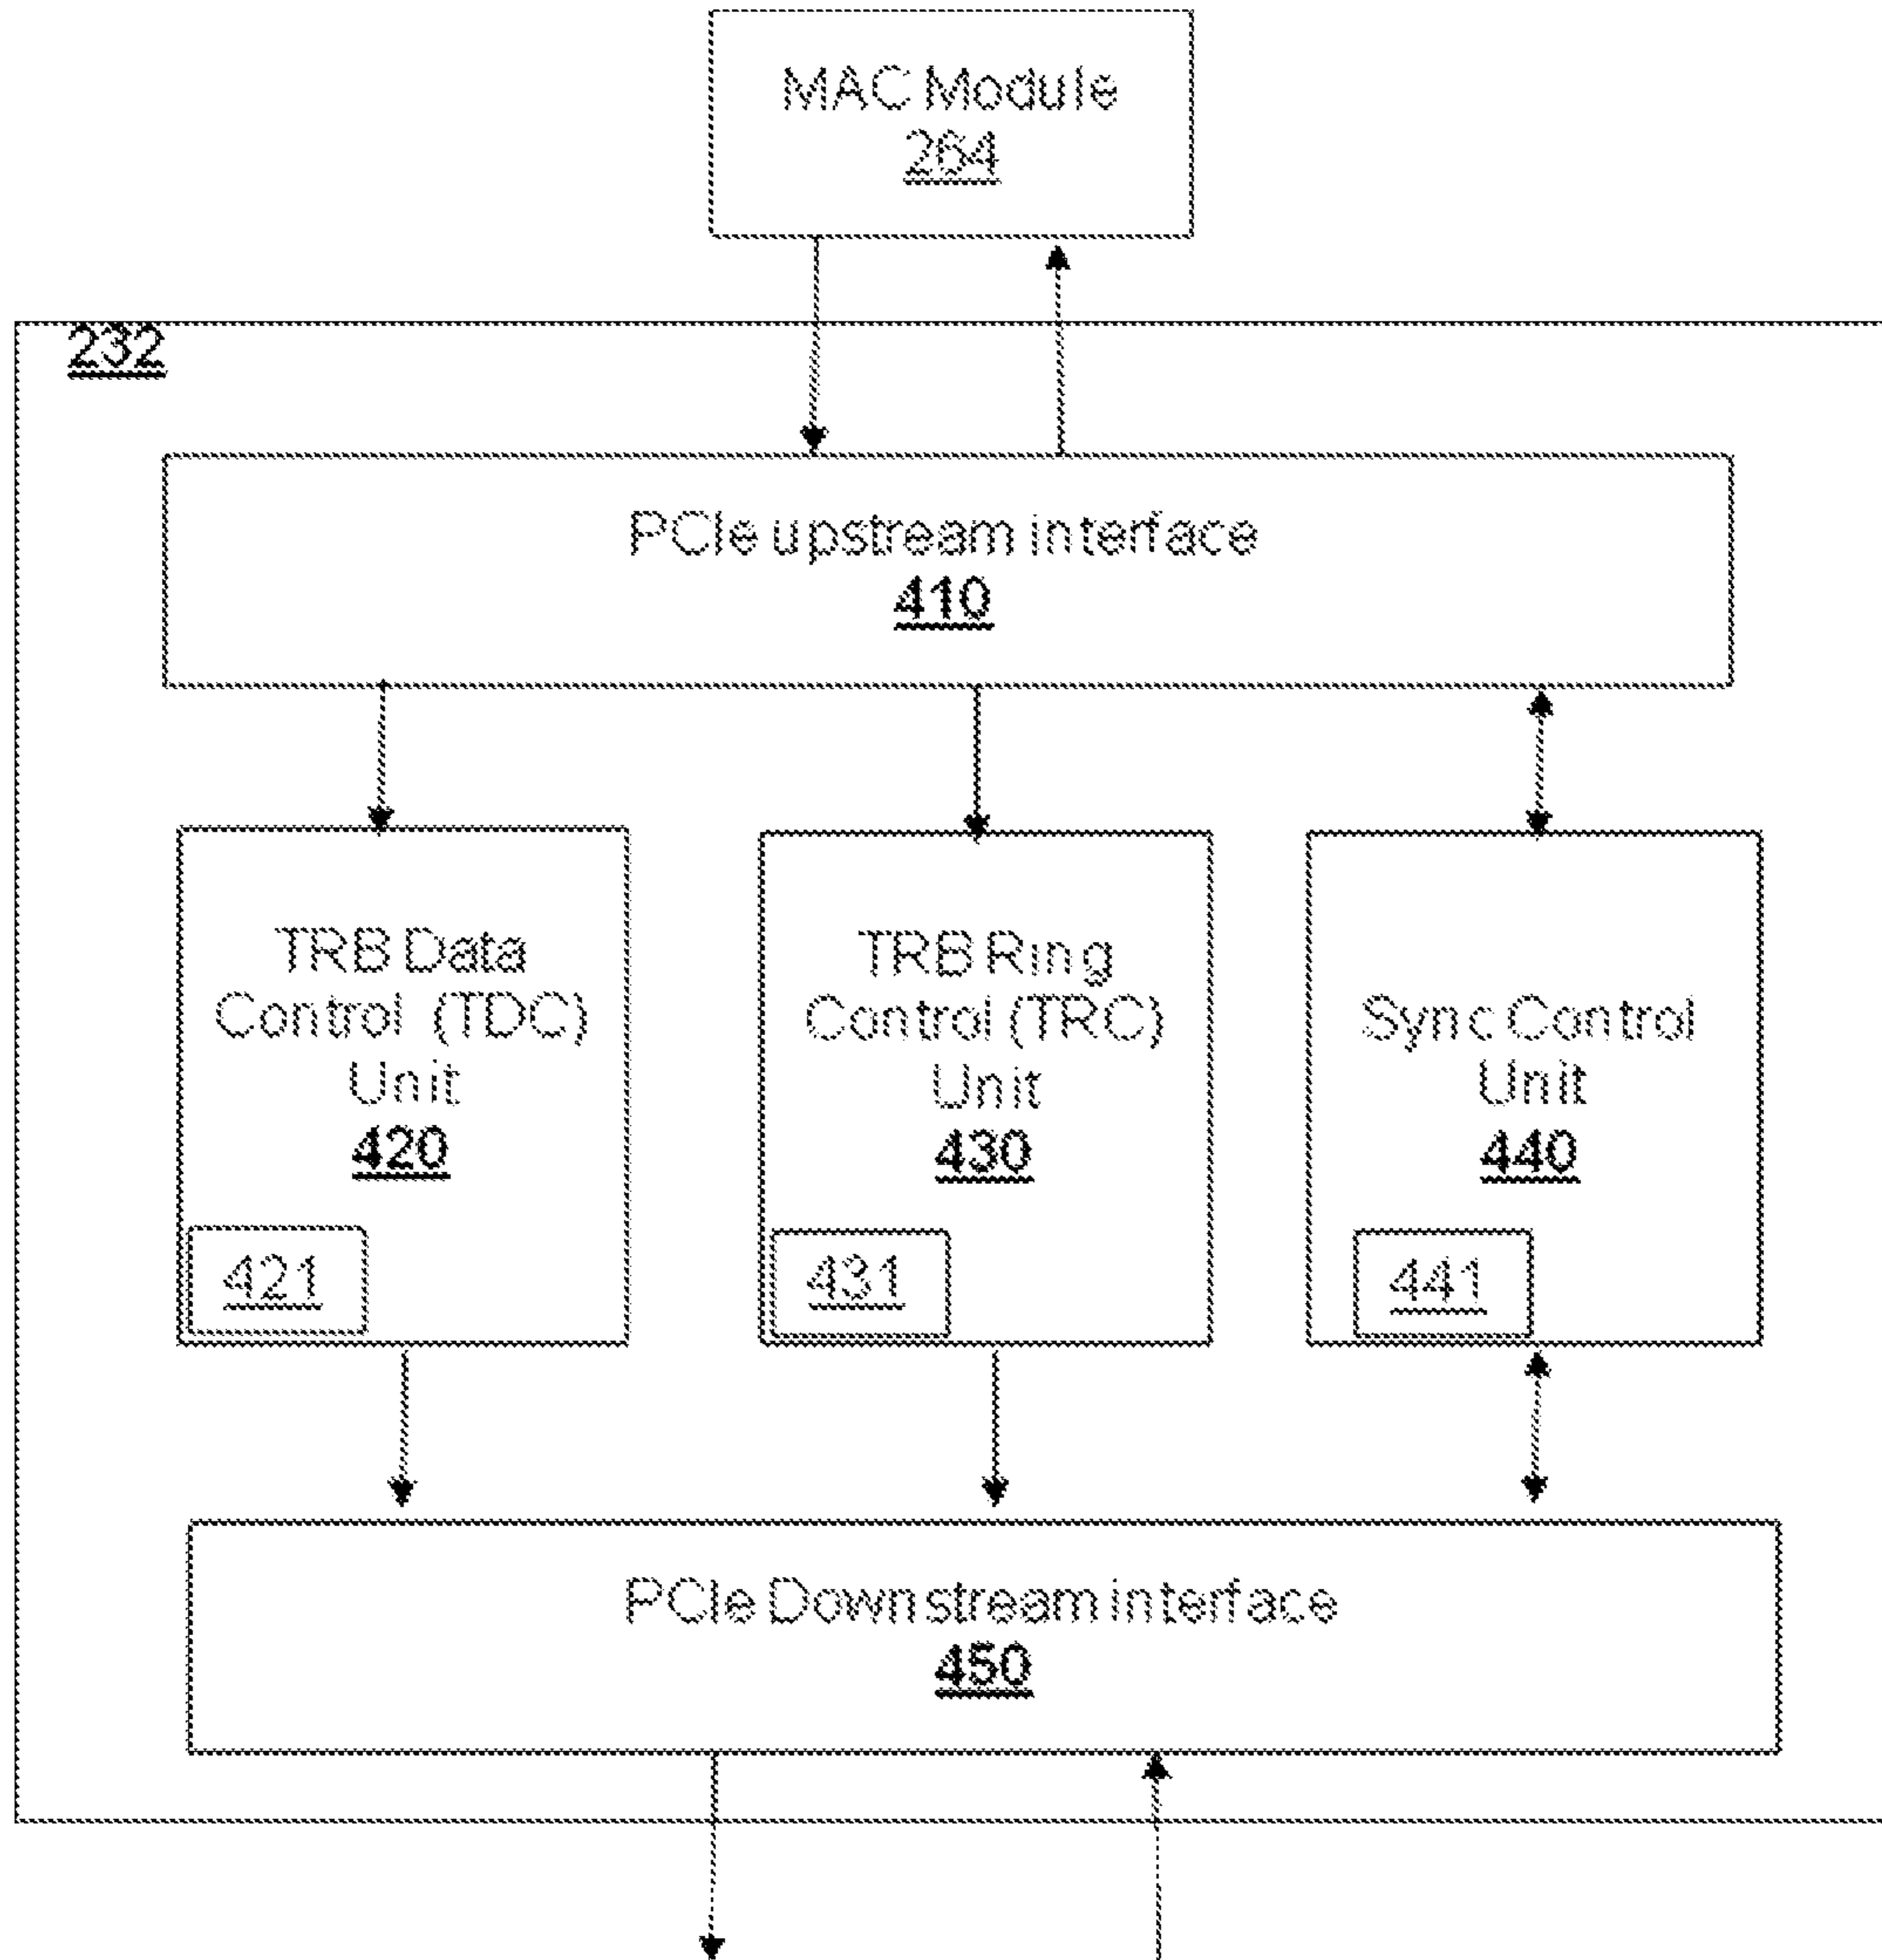 MAC Module
264
232
PCIe upstream interface
410
TRB Data
Control (TDC)
Unit
420
421
TRB Ring
Control (TRC)
Unit
430
431
Sync Control
Unit
440
441
PCIe Downstream interface
450